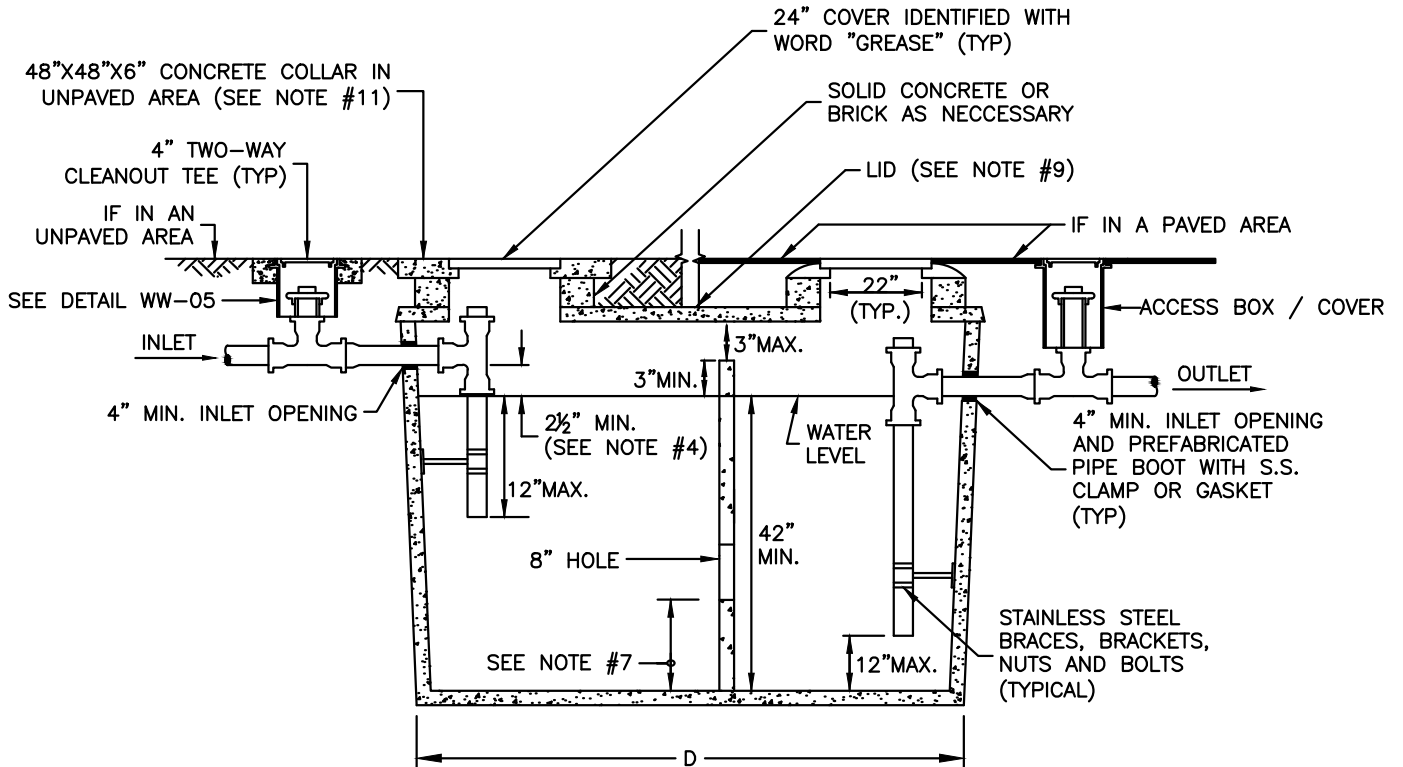 24" COVER IDENTIFIED WITH
WORD "GREASE" (TYP)
48"X48"X6" CONCRETE COLLAR IN
UNPAVED AREA (SEE NOTE #11)
SOLID CONCRETE OR
BRICK AS NECCESSARY
4" TWO-WAY
CLEANOUT TEE (TYP)
LID (SEE NOTE #9)
IF IN AN
UNPAVED AREA
IF IN A PAVED AREA
SEE DETAIL WW-05
22"
(TYP.)
ACCESS BOX / COVER
INLET
3"MAX.
3"MIN.
OUTLET
4" MIN. INLET OPENING
2½" MIN.
(SEE NOTE #4)
WATER
LEVEL
4" MIN. INLET OPENING
AND PREFABRICATED
PIPE BOOT WITH S.S.
CLAMP OR GASKET
(TYP)
12"MAX.
42"
MIN.
8" HOLE
SEE NOTE #7
12"MAX.
STAINLESS STEEL
BRACES, BRACKETS,
NUTS AND BOLTS
(TYPICAL)
D